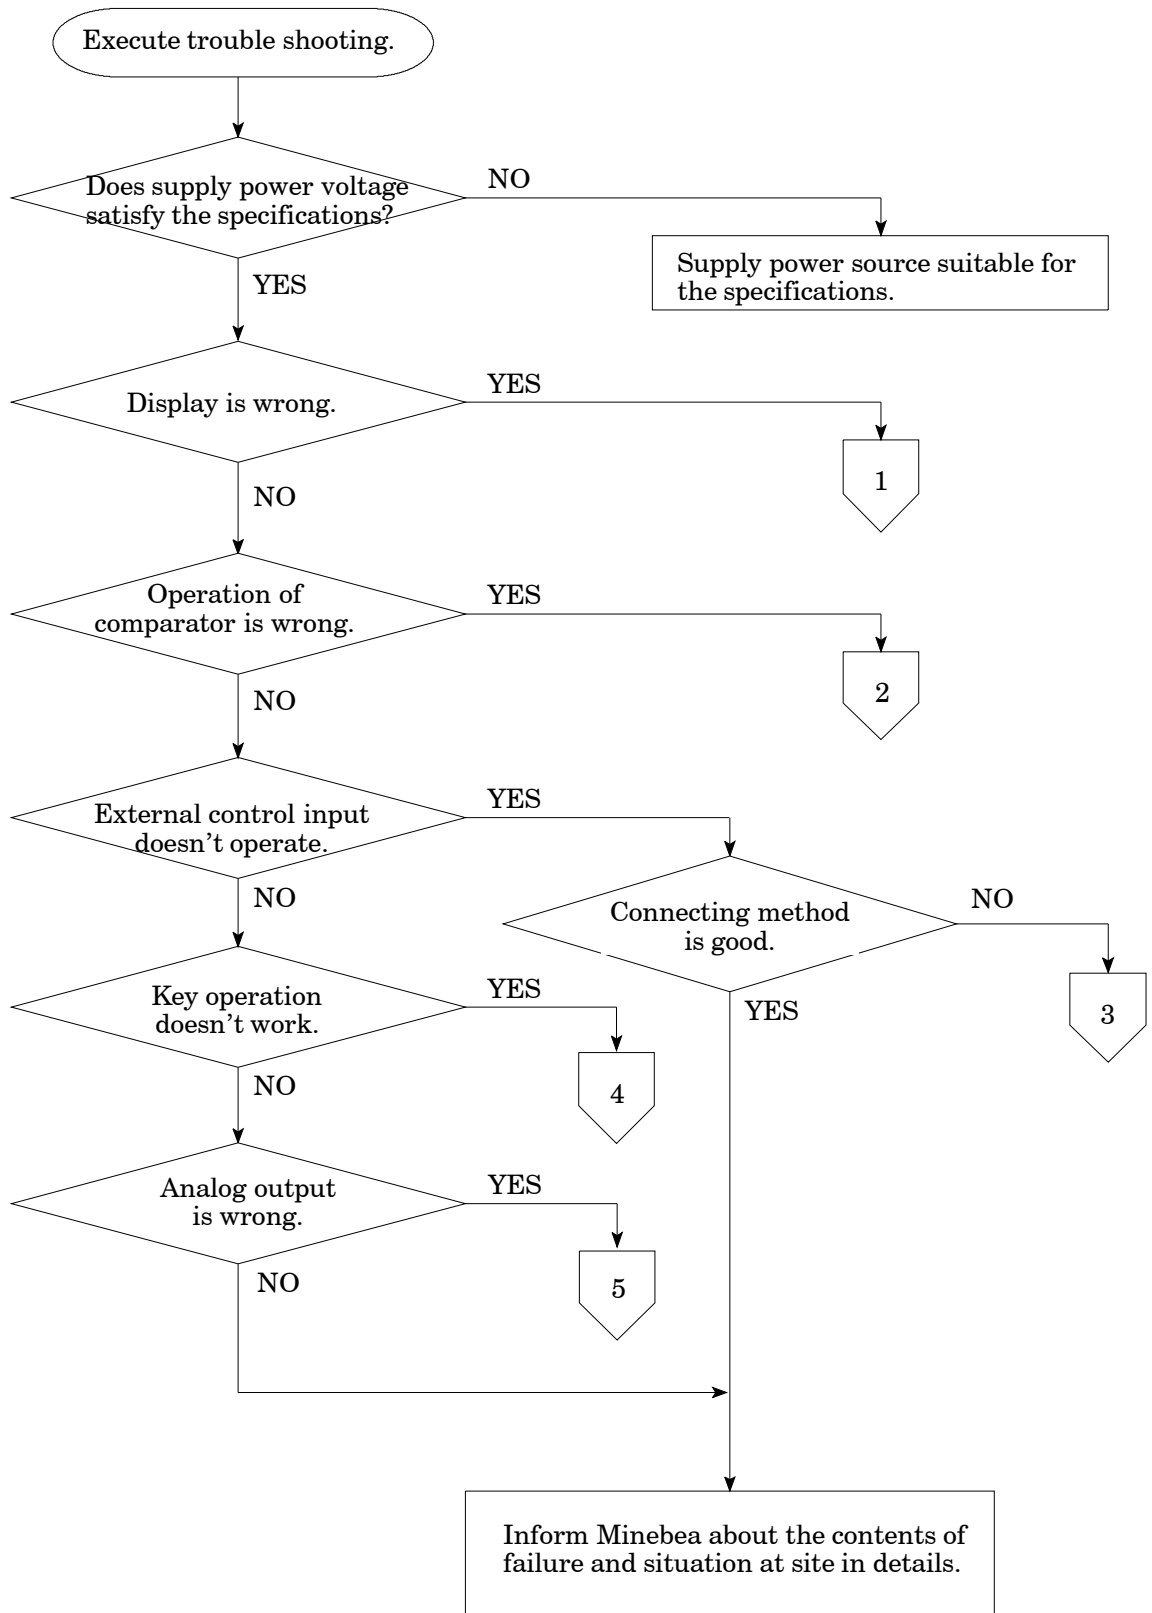 Execute trouble shooting.
Does supply power voltage
satisfy the specifications?
NO
Supply power source suitable for
the specifications.
YES
Display is wrong.
YES
1
NO
Operation of
comparator is wrong.
YES
2
NO
External control input
doesn't operate.
YES
Connecting method
is good.
NO
3
YES
NO
Key operation
doesn't work.
YES
4
NO
Analog output
is wrong.
YES
5
NO
Inform Minebea about the contents of
failure and situation at site in details.